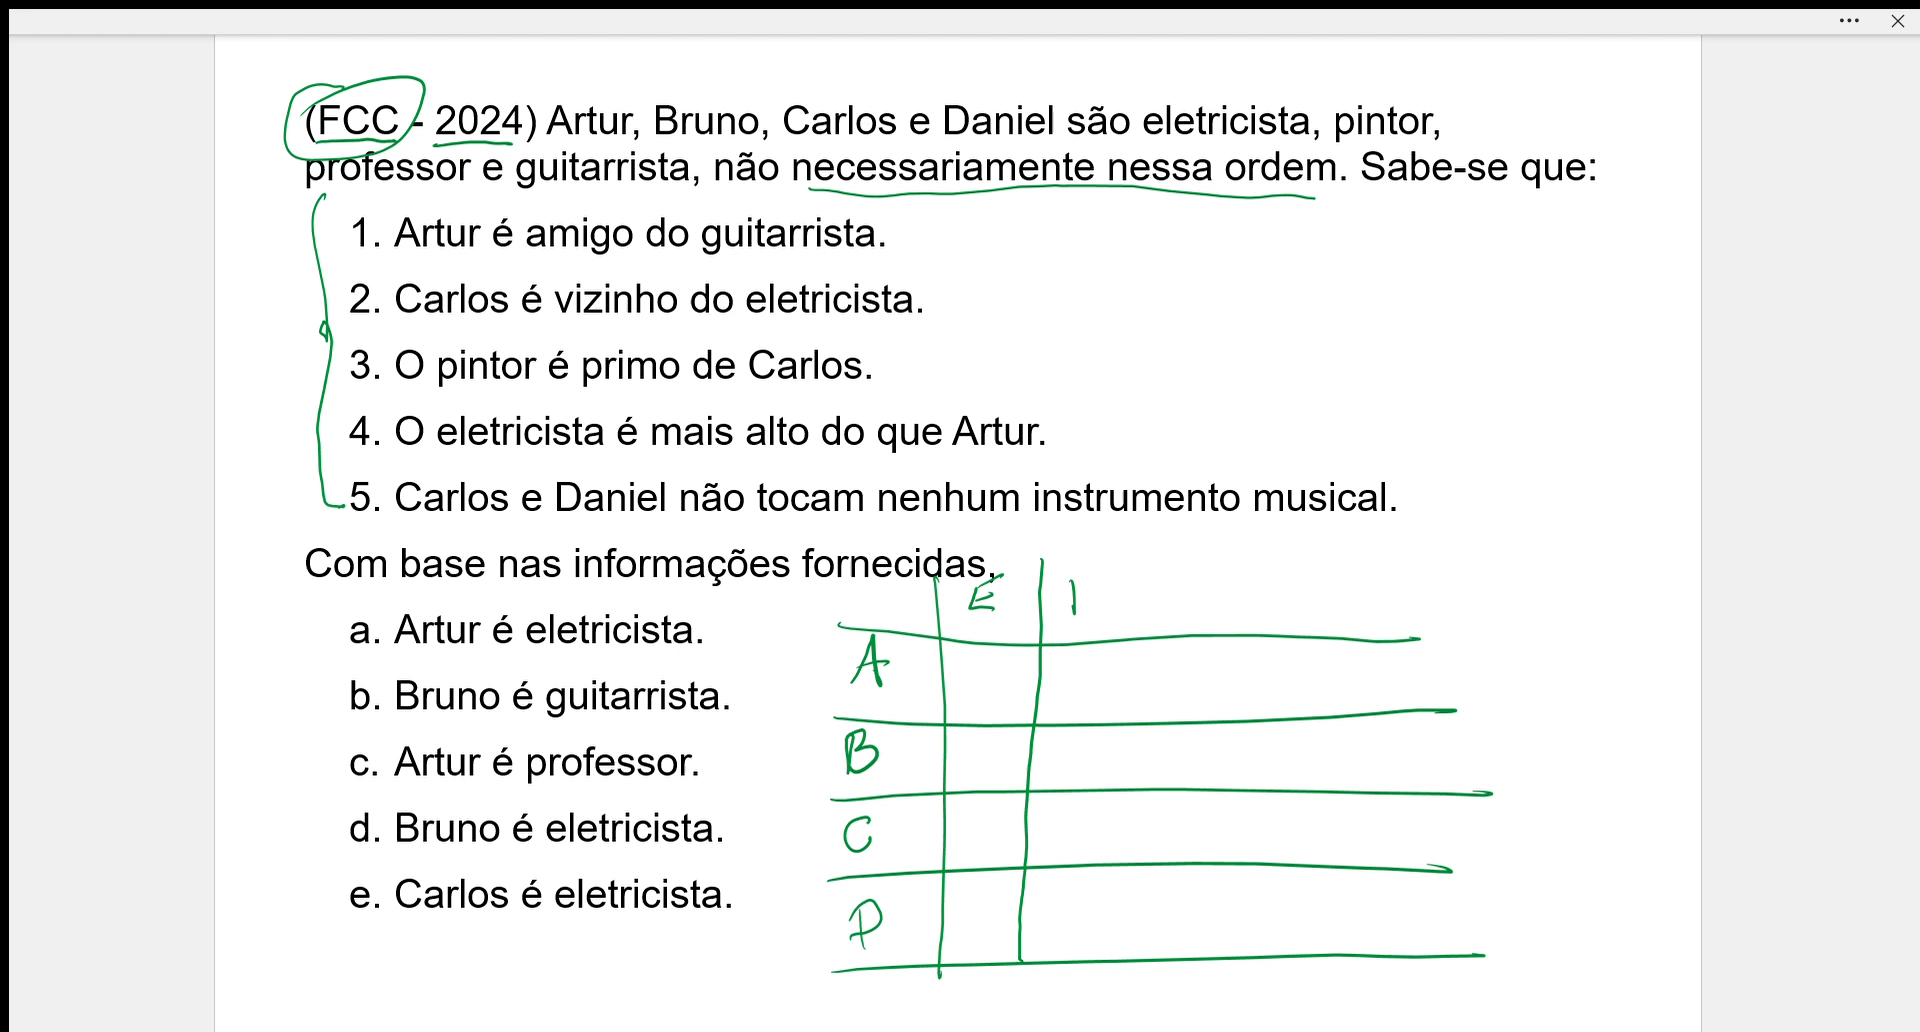 (FCC - 2024) Artur, Bruno, Carlos e Daniel são eletricista, pintor,
professor e guitarrista, não necessariamente nessa ordem. Sabe-se que:
1. Artur é amigo do guitarrista.
2. Carlos é vizinho do eletricista.
3. O pintor é primo de Carlos.
4. O eletricista é mais alto do que Artur.
5. Carlos e Daniel não tocam nenhum instrumento musical.
Com base nas informações fornecidas,
E
a. Artur é eletricista.
A
b. Bruno é guitarrista.
B
c. Artur é professor.
C
d. Bruno é eletricista.
D
e. Carlos é eletricista.